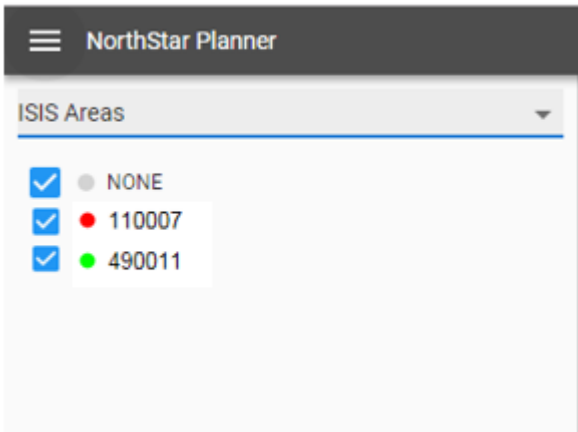 NorthStar Planner
ISIS Areas
NONE
110007
490011